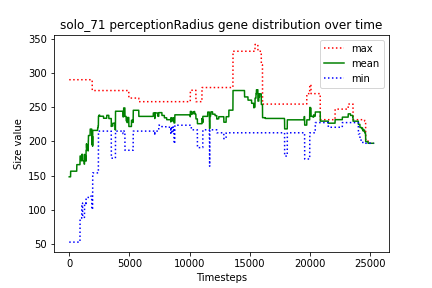 solo_71 perceptionRadius gene distribution over time
350
300
250
200
150
100
50
Size value
max
mean
min
0
5000
10000
15000
20000
25000
Timesteps